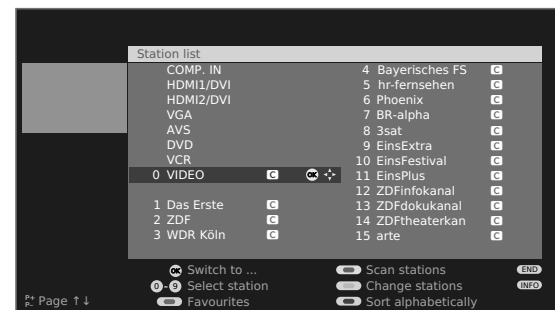 Station list
COMP. IN
HDMI1/DVI
HDMI2/DVI
VGA
AVS
DVD
VCR
0 VIDEO C OK
1 Das Erste C
2 ZDF C
3 WDR Köln C
4 Bayerisches FS C
5 hr-fernsehen C
6 Phoenix C
7 BR-alpha C
8 3sat C
9 EinsExtra C
10 EinsFestival C
11 EinsPlus C
12 ZDFinfokanal C
13 ZDFdokukanal C
14 ZDFtheaterkan C
15 arte C
OK Switch to ...
0-9 Select station
Favourites
Scan stations END
Change stations INFO
Sort alphabetically
P+ P- Page ↑↓